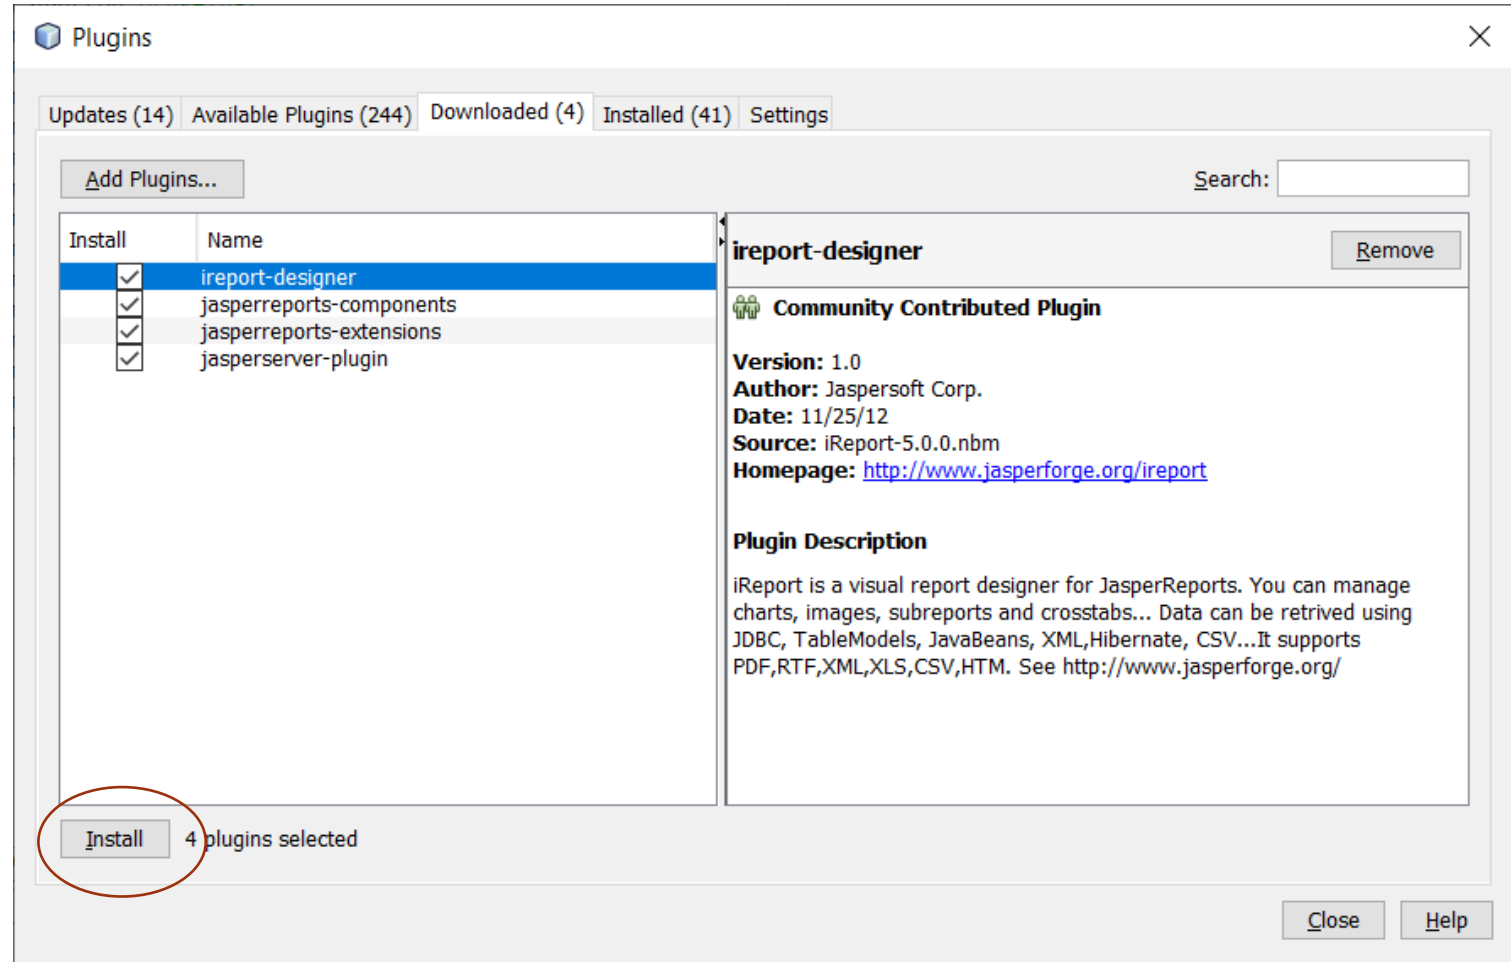 Plugins
Updates (14) Available Plugins (244) Downloaded (4) Installed (41) Settings
Add Plugins... Search:
Install Name
ireport-designer
jasperreports-components
jasperreports-extensions
jasperserver-plugin
ireport-designer Remove
Community Contributed Plugin
Version: 1.0
Author: Jaspersoft Corp.
Date: 11/25/12
Source: iReport-5.0.0.nbm
Homepage: http://www.jasperforge.org/ireport
Plugin Description
iReport is a visual report designer for JasperReports. You can manage
charts, images, subreports and crosstabs... Data can be retrived using
JDBC, TableModels, JavaBeans, XML,Hibernate, CSV...It supports
PDF,RTF,XML,XLS,CSV,HTM. See http://www.jasperforge.org/
Install 4 plugins selected
Close Help